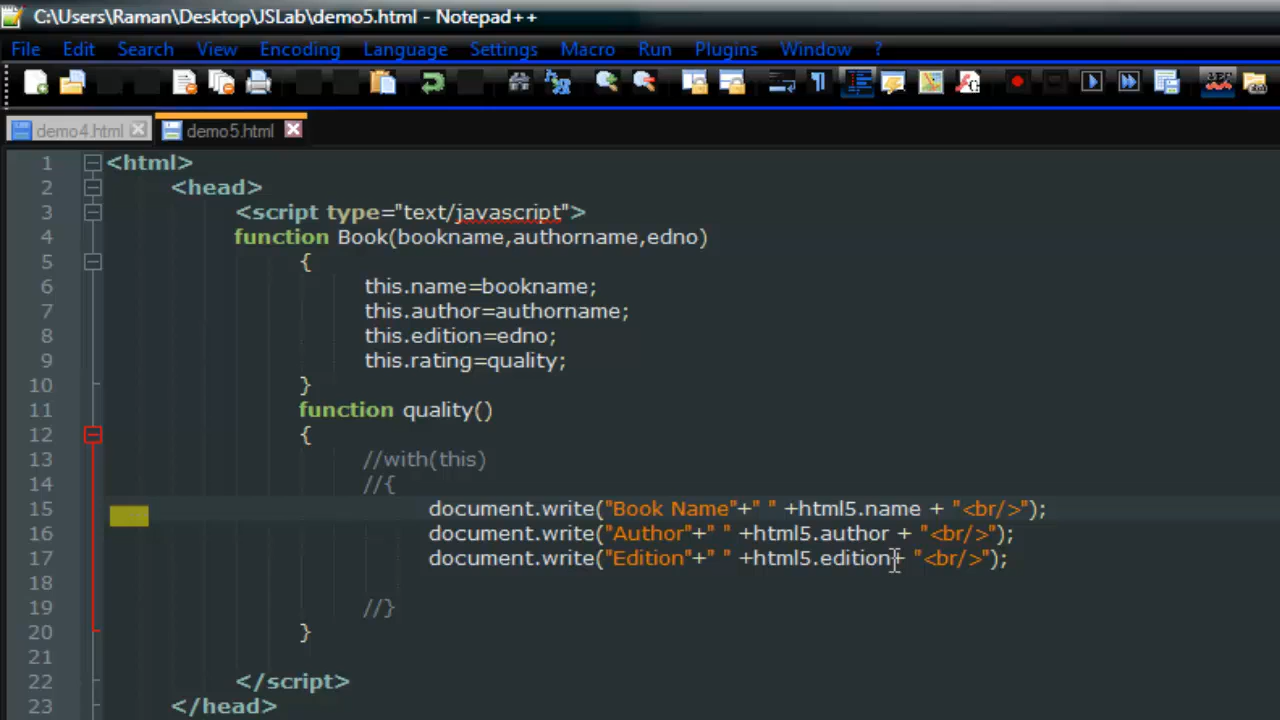 C:\Users\Raman\Desktop\JSLab\demo5.html - Notepad++
File Edit Search View Encoding Language Settings Macro Run Plugins Window ?
demo4.html demo5.html
1 <html>
2 <head>
3 <script type="text/javascript">
4 function Book(bookname,authorname,edno)
5 {
6 this.name=bookname;
7 this.author=authorname;
8 this.edition=edno;
9 this.rating=quality;
10 }
11 function quality()
12 {
13 //with(this)
14 //{
15 document.write("Book Name"+" " +html5.name + "<br/>");
16 document.write("Author"+" " +html5.author + "<br/>");
17 document.write("Edition"+" " +html5.edition+ "<br/>");
18
19 //}
20 }
21
22 </script>
23 </head>